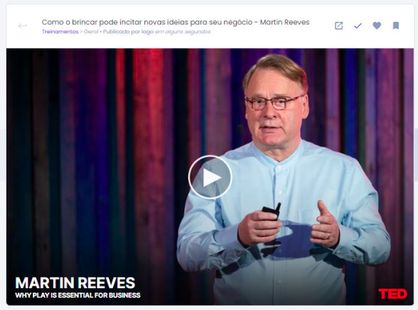 Como o brincar pode incitar novas ideias para seu negócio - Martin Reeves
Treinamentos > Geral • Publicado por Iago em alguns segundos
MARTIN REEVES
WHY PLAY IS ESSENTIAL FOR BUSINESS
TED